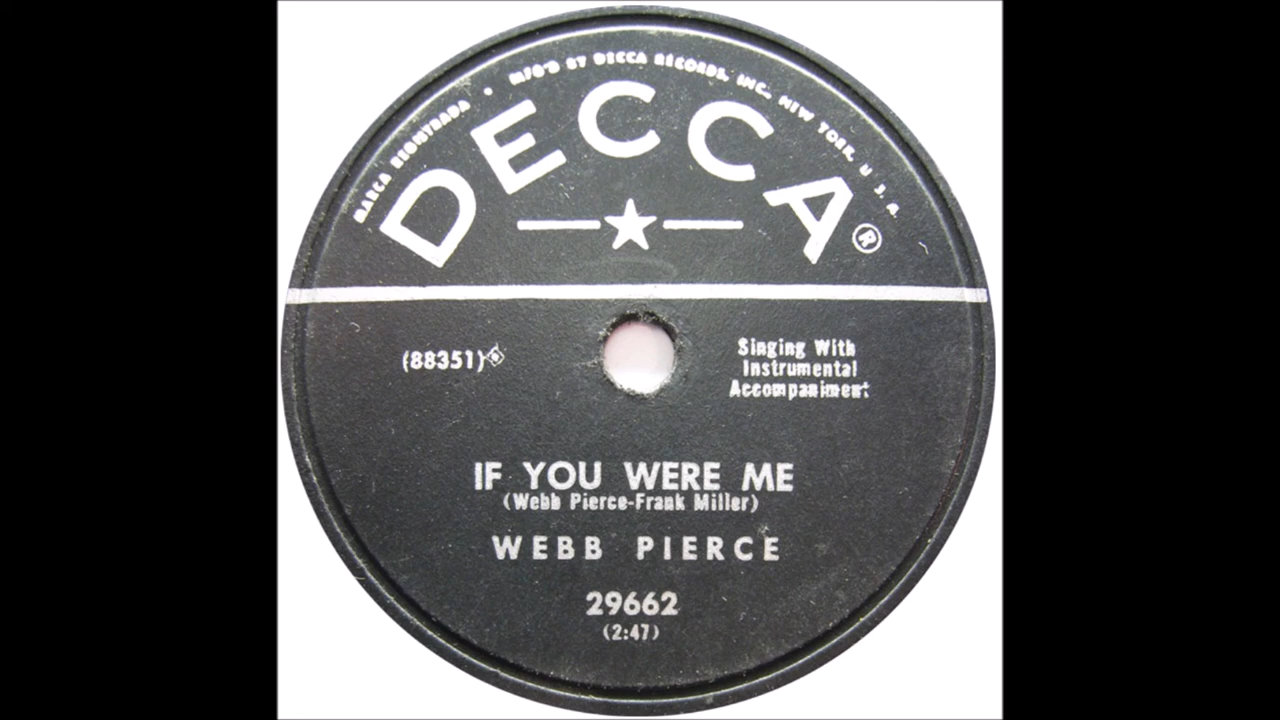 MARCA REGISTRADA • MFG'D BY DECCA RECORDS, INC., NEW YORK, U. S. A.
DECCA®
(88351)
Singing With
Instrumental
Accompaniment
IF YOU WERE ME
(Webb Pierce-Frank Miller)
WEBB PIERCE
29662
(2:47)